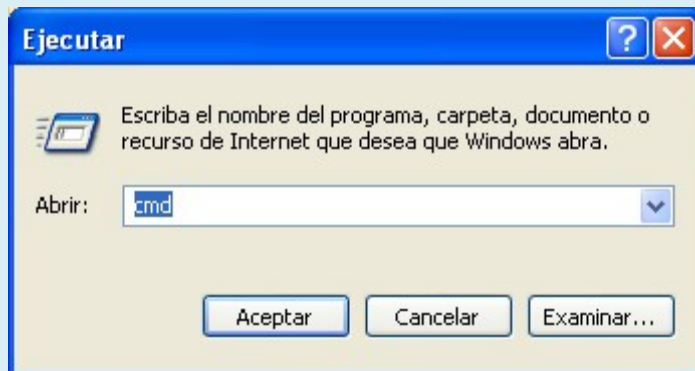 Ejecutar
?
Escriba el nombre del programa, carpeta, documento o
recurso de Internet que desea que Windows abra.
Abrir: cmd
Aceptar Cancelar Examinar...